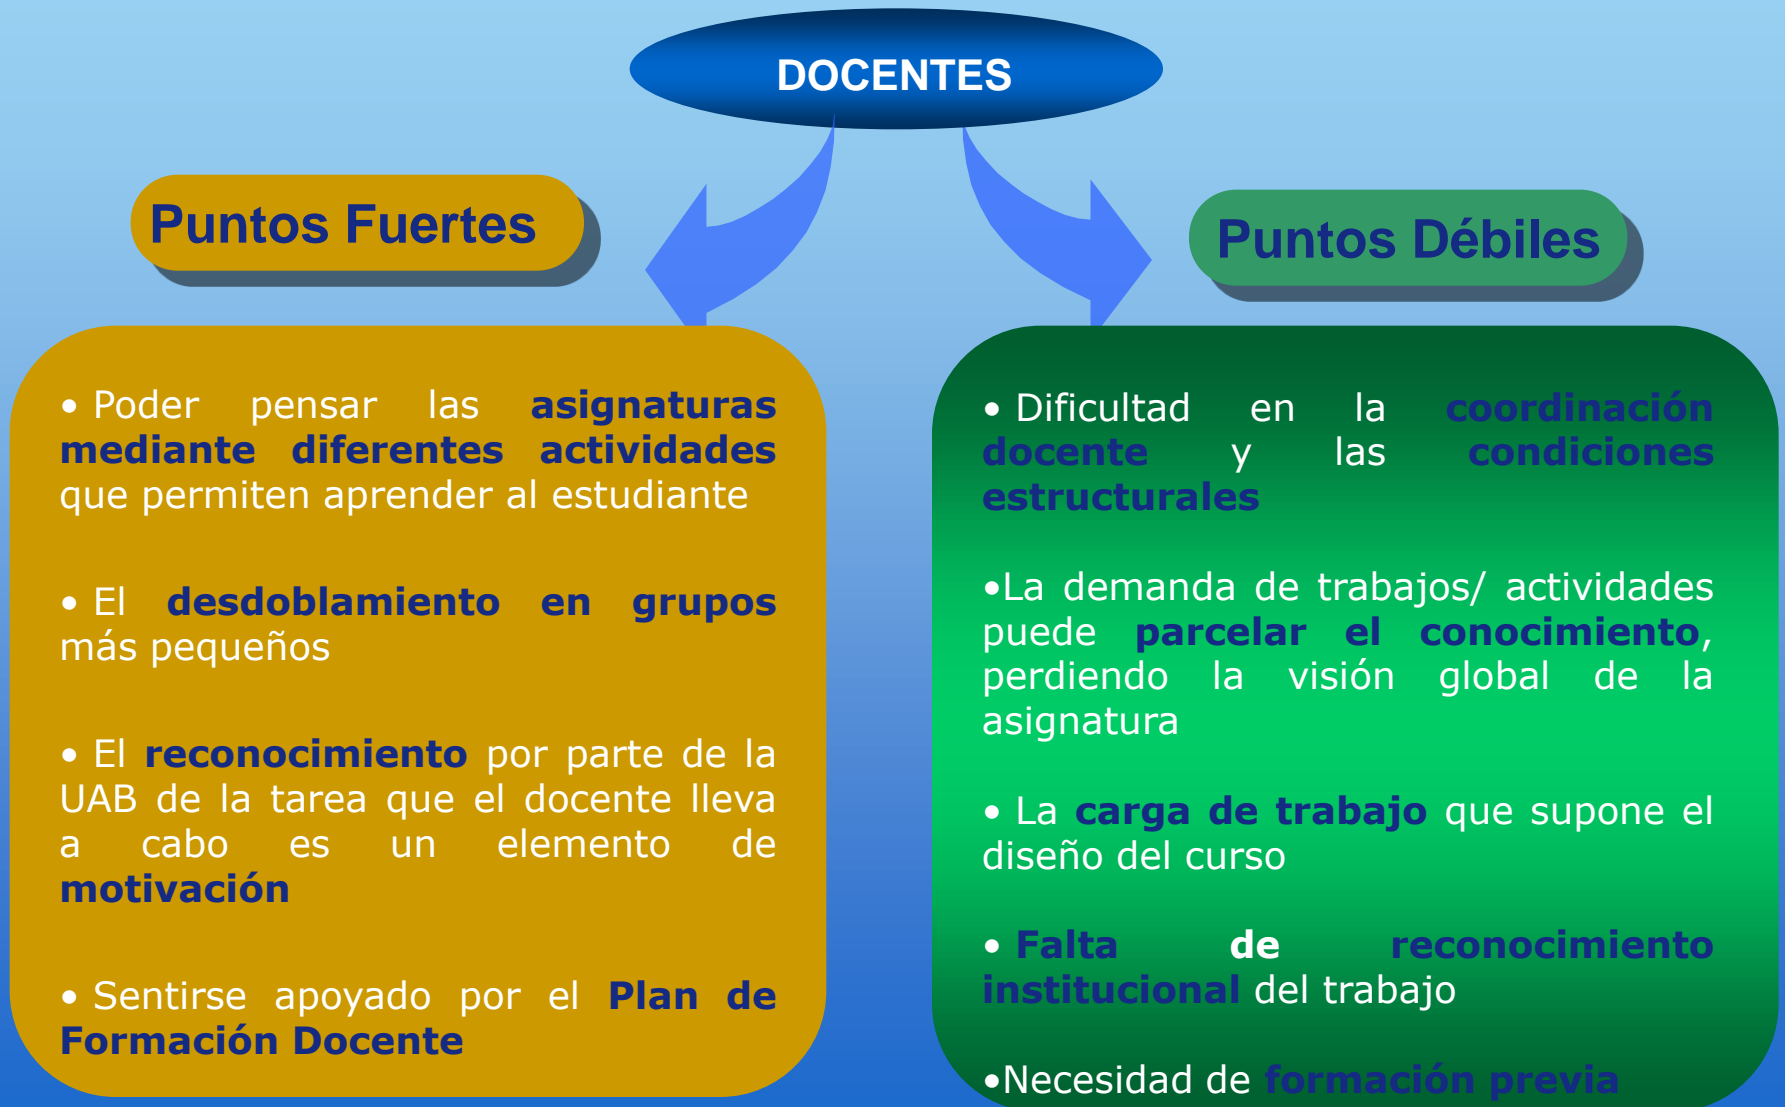 DOCENTES
Puntos Fuertes
• Poder pensar las asignaturas
mediante diferentes actividades
que permiten aprender al estudiante
• El desdoblamiento en grupos
más pequeños
• El reconocimiento por parte de la
UAB de la tarea que el docente lleva
a cabo es un elemento de
motivación
• Sentirse apoyado por el Plan de
Formación Docente
Puntos Débiles
• Dificultad en la coordinación
docente y las condiciones
estructurales
•La demanda de trabajos/ actividades
puede parcelar el conocimiento,
perdiendo la visión global de la
asignatura
• La carga de trabajo que supone el
diseño del curso
• Falta de reconocimiento
institucional del trabajo
•Necesidad de formación previa